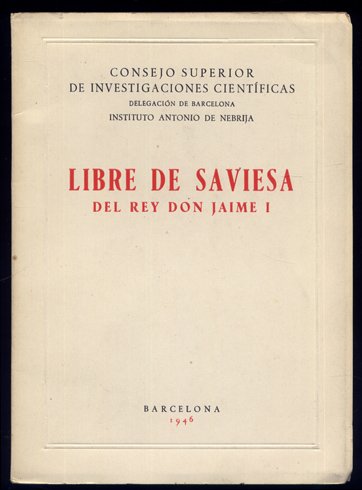 CONSEJO SUPERIOR
DE INVESTIGACIONES CIENTÍFICAS
DELEGACIÓN DE BARCELONA
INSTITUTO ANTONIO DE NEBRIJA
LIBRE DE SAVIESA
DEL REY DON JAIME I
BARCELONA
1946